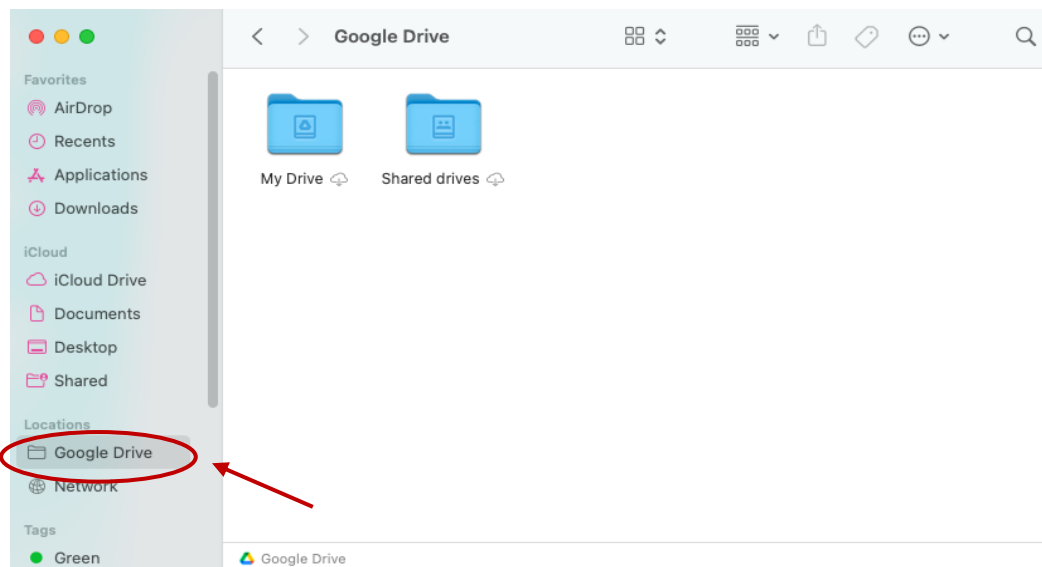 Google Drive
Favorites
AirDrop
Recents
Applications
Downloads
iCloud
iCloud Drive
Documents
Desktop
Shared
Locations
Google Drive
Network
Tags
Green
My Drive
Shared drives
Google Drive